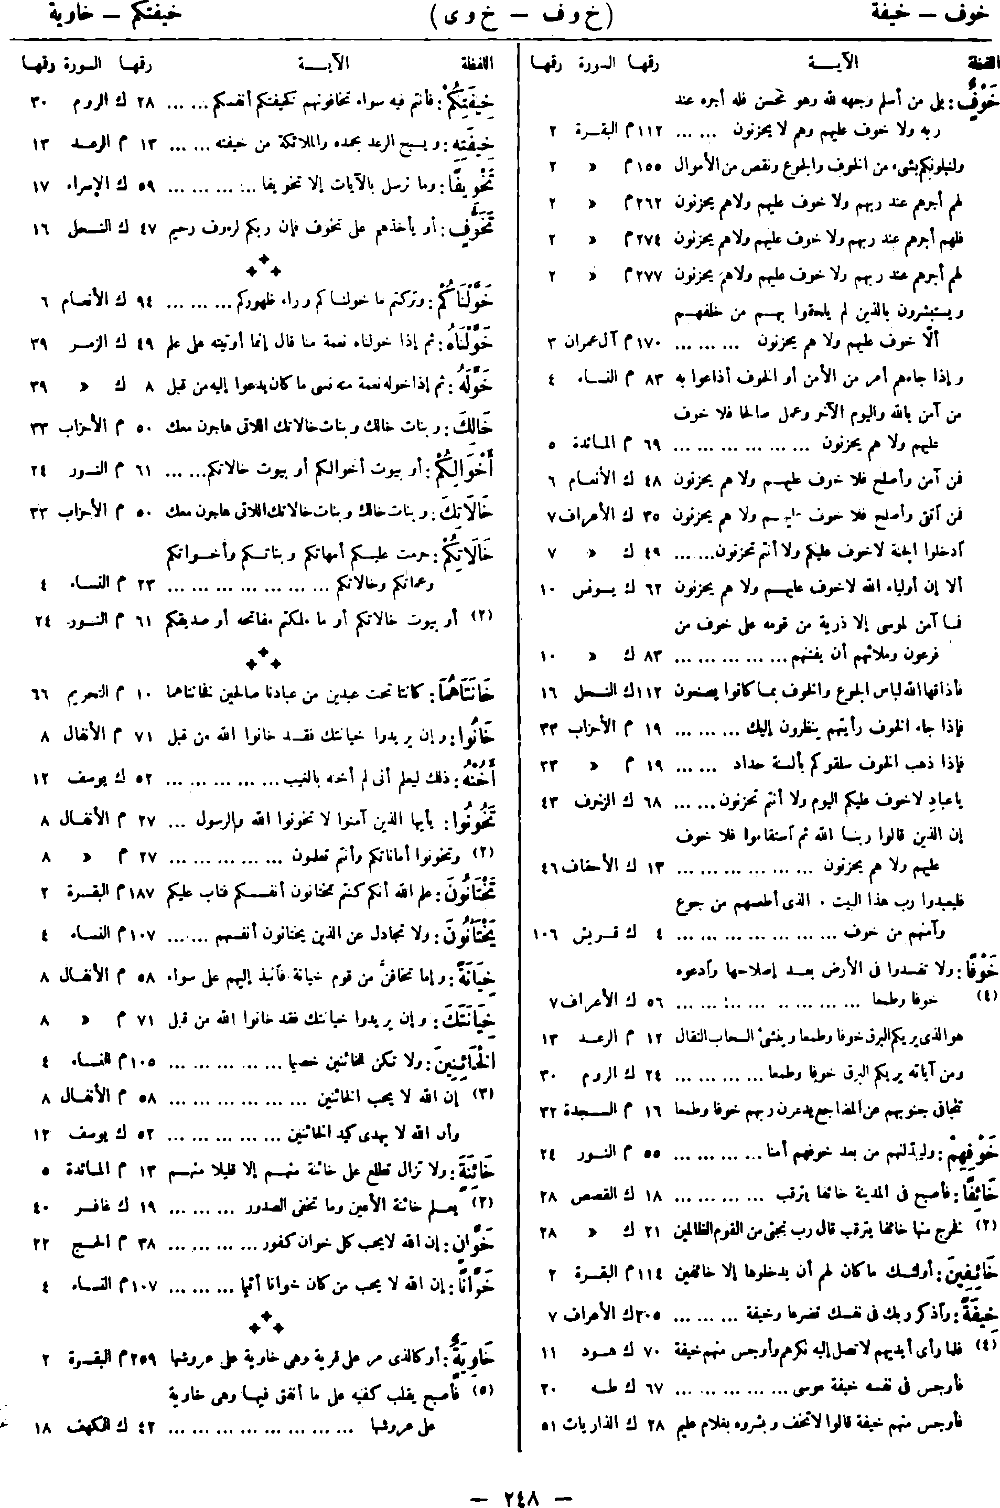 خوف — خيفة (خ و ف — خ و ى) خيفتكم — خاوية
اللفظة الآيـــة رقمها السورة رقمها
خَوْفٌ : بلى من أسلم وجهه لله وهو محسن فله أجره عند
ربه ولا خوف عليهم ولا هم يحزنون ... ... ١١٢ م البقرة ٢
ولنبلونكم بشىء من الخوف والجوع ونقص من الأموال ١٥٥ م » ٢
لهم أجرهم عند ربهم ولا خوف عليهم ولا هم يحزنون ٢٦٢ م » ٢
فلهم أجرهم عند ربهم ولا خوف عليهم ولا هم يحزنون ٢٧٤ م » ٢
لهم أجرهم عند ربهم ولا خوف عليهم ولا هم يحزنون ٢٧٧ م » ٢
ويستبشرون بالذين لم يلحقوا بهم من خلفهم
ألّا خوف عليهم ولا هم يحزنون ... ... ... ١٧٠ م آل عمران ٣
وإذا جاءهم أمر من الأمن أو الخوف أذاعوا به ٨٣ م النساء ٤
من آمن بالله واليوم الآخر وعمل صالحا فلا خوف
عليهم ولا هم يحزنون ... ... ... ... ... ... ٦٩ م المائدة ٥
فمن آمن وأصلح فلا خوف عليهم ولا هم يحزنون ٤٨ ك الأنعام ٦
فمن اتقى وأصلح فلا خوف عليهم ولا هم يحزنون ٣٥ ك الأعراف ٧
ادخلوا الجنة لا خوف عليكم ولا أنتم تحزنون ... ... ٤٩ ك » ٧
ألا إن أولياء الله لا خوف عليهم ولا هم يحزنون ٦٢ ك يونس ١٠
فما آمن لموسى إلا ذرية من قومه على خوف من
فرعون وملائهم أن يفتنهم ... ... ... ... ... ٨٣ ك » ١٠
فأذاقها الله لباس الجوع والخوف بما كانوا يصنعون ١١٢ ك النحل ١٦
فإذا جاء الخوف رأيتهم ينظرون إليك ... ... ... ١٩ م الأحزاب ٣٣
فإذا ذهب الخوف سلقوكم بألسنة حداد ... ... ١٩ م » ٣٣
يا عباد لا خوف عليكم اليوم ولا أنتم تحزنون ... ... ٦٨ ك الزخرف ٤٣
إن الذين قالوا ربنا الله ثم استقاموا فلا خوف
عليهم ولا هم يحزنون ... ... ... ... ... ... ١٣ ك الأحقاف ٤٦
فليعبدوا رب هذا البيت . الذى أطعمهم من جوع
وآمنهم من خوف ... ... ... ... ... ... ... ٤ ك قريش ١٠٦
خَوْفًا : ولا تفسدوا فى الأرض بعد إصلاحها وادعوه
(٤) خوفا وطمعا ... ... ... ... ... ... ... ٥٦ ك الأعراف ٧
هو الذى يريكم البرق خوفا وطمعا وينشئ السحاب الثقال ١٢ م الرعد ١٣
ومن آياته يريكم البرق خوفا وطمعا ... ... ... ... ٢٤ ك الروم ٣٠
تتجافى جنوبهم عن المضاجع يدعون ربهم خوفا وطمعا ١٦ م السجدة ٣٢
خَوْفِهِمْ : وليبدلنهم من بعد خوفهم أمنا ... ... ... ... ٥٥ م النور ٢٤
خَائِفًا : فأصبح فى المدينة خائفا يترقب ... ... ... ... ١٨ ك القصص ٢٨
(٢) فخرج منها خائفا يترقب قال رب نجنى من القوم الظالمين ٢١ ك » ٢٨
خَائِفِينَ : أولئك ما كان لهم أن يدخلوها إلا خائفين ١١٤ م البقرة ٢
خِيفَةً : واذكر ربك فى نفسك تضرعا وخيفة ... ... ... ٢٠٥ ك الأعراف ٧
(٤) فلما رأى أيديهم لا تصل إليه نكرهم وأوجس منهم خيفة ٧٠ ك هود ١١
فأوجس فى نفسه خيفة موسى ... ... ... ... ... ٦٧ ك طه ٢٠
فأوجس منهم خيفة قالوا لا تخف وبشروه بغلام عليم ٢٨ ك الذاريات ٥١
اللفظة الآيـــة رقمها السورة رقمها
خِيفَتِكُمْ : فأنتم فيه سواء تخافونهم كخيفتكم أنفسكم ... ... ٢٨ ك الروم ٣٠
خِيفَتِهِ : ويسبح الرعد بحمده والملائكة من خيفته ... ... ١٣ م الرعد ١٣
تَخْوِيفًا : وما نرسل بالآيات إلا تخويفا ... ... ... ... ٥٩ ك الإسراء ١٧
تَخَوُّفٍ : أو يأخذهم على تخوف فإن ربكم لرءوف رحيم ٤٧ ك النحل ١٦
خَوَّلْنَاكُمْ : وتركتم ما خولناكم وراء ظهوركم ... ... ... ٩٤ ك الأنعام ٦
خَوَّلْنَاهُ : ثم إذا خولناه نعمة منا قال إنما أوتيته على علم ٤٩ ك الزمر ٣٩
خَوَّلَهُ : ثم إذا خوله نعمة منه نسى ما كان يدعوا إليه من قبل ٨ ك » ٣٩
خَالِكَ : وبنات خالك وبنات خالاتك اللاتى هاجرن معك ٥٠ م الأحزاب ٣٣
أَخْوَالِكُمْ : أو بيوت أخوالكم أو بيوت خالاتكم ... ... ٦١ م النور ٢٤
خَالَاتِكَ : وبنات خالك وبنات خالاتك اللاتى هاجرن معك ٥٠ م الأحزاب ٣٣
خَالَاتُكُمْ : حرمت عليكم أمهاتكم وبناتكم وأخواتكم
وعماتكم وخالاتكم ... ... ... ... ... ... ... ٢٣ م النساء ٤
(٢) أو بيوت خالاتكم أو ما ملكتم مفاتحه أو صديقكم ٦١ م النور ٢٤
خَانَتَاهُمَا : كانتا تحت عبدين من عبادنا صالحين فخانتاهما ١٠ م التحريم ٦٦
خَانُوا : وإن يريدوا خيانتك فقد خانوا الله من قبل ٧١ م الأنفال ٨
أَخُنْهُ : ذلك ليعلم أنى لم أخنه بالغيب ... ... ... ... ٥٢ ك يوسف ١٢
تَخُونُوا : يأيها الذين آمنوا لا تخونوا الله والرسول ... ٢٧ م الأنفال ٨
(٢) وتخونوا أماناتكم وأنتم تعلمون ... ... ... ... ٢٧ م » ٨
تَخْتَانُونَ : علم الله أنكم كنتم تختانون أنفسكم فتاب عليكم ١٨٧ م البقرة ٢
يَخْتَانُونَ : ولا تجادل عن الذين يختانون أنفسهم ... ... ١٠٧ م النساء ٤
خِيَانَةً : وإما تخافنّ من قوم خيانة فانبذ إليهم على سواء ٥٨ م الأنفال ٨
خِيَانَتَكَ : وإن يريدوا خيانتك فقد خانوا الله من قبل ٧١ م » ٨
الْخَائِنِينَ : ولا تكن للخائنين خصيما ... ... ... ... ... ١٠٥ م النساء ٤
(٣) إن الله لا يحب الخائنين ... ... ... ... ... ... ٥٨ م الأنفال ٨
وأن الله لا يهدى كيد الخائنين ... ... ... ... ... ٥٢ ك يوسف ١٢
خَائِنَةٍ : ولا تزال تطلع على خائنة منهم إلا قليلا منهم ١٣ م المائدة ٥
(٢) يعلم خائنة الأعين وما تخفى الصدور ... ... ... ١٩ ك غافر ٤٠
خَوَّانٍ : إن الله لا يحب كل خوان كفور ... ... ... ... ٣٨ م الحج ٢٢
خَوَّانًا : إن الله لا يحب من كان خوانا أثيما ... ... ... ١٠٧ م النساء ٤
خَاوِيَةٌ : أو كالذى مر على قرية وهى خاوية على عروشها ٢٥٩ م البقرة ٢
(٥) فأصبح يقلب كفيه على ما أنفق فيها وهى خاوية
على عروشها ... ... ... ... ... ... ... ... ٤٢ ك الكهف ١٨
— ٢٤٨ —